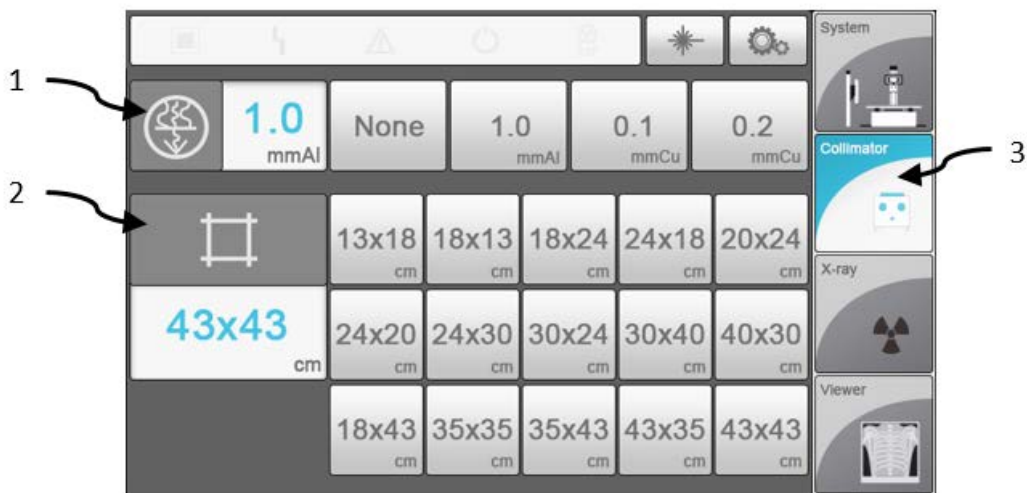 System
1
1.0
mmAl
None
1.0
mmAl
0.1
mmCu
0.2
mmCu
Collimator
3
2
13x18
cm
18x13
cm
18x24
cm
24x18
cm
20x24
cm
X-ray
43x43
cm
24x20
cm
24x30
cm
30x24
cm
30x40
cm
40x30
cm
Viewer
18x43
cm
35x35
cm
35x43
cm
43x35
cm
43x43
cm